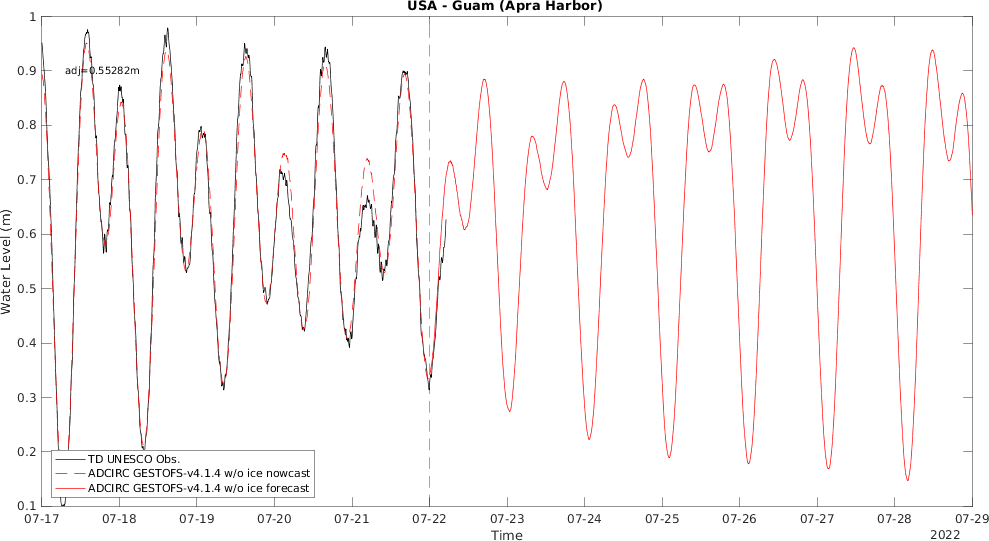 USA - Guam (Apra Harbor)
1
0.9
0.8
0.7
0.6
0.5
0.4
0.3
0.2
0.1
Water Level (m)
adj=0.55282m
TD UNESCO Obs.
ADCIRC GESTOFS-v4.1.4 w/o ice nowcast
ADCIRC GESTOFS-v4.1.4 w/o ice forecast
07-17 07-18 07-19 07-20 07-21 07-22 07-23 07-24 07-25 07-26 07-27 07-28 07-29
Time
2022